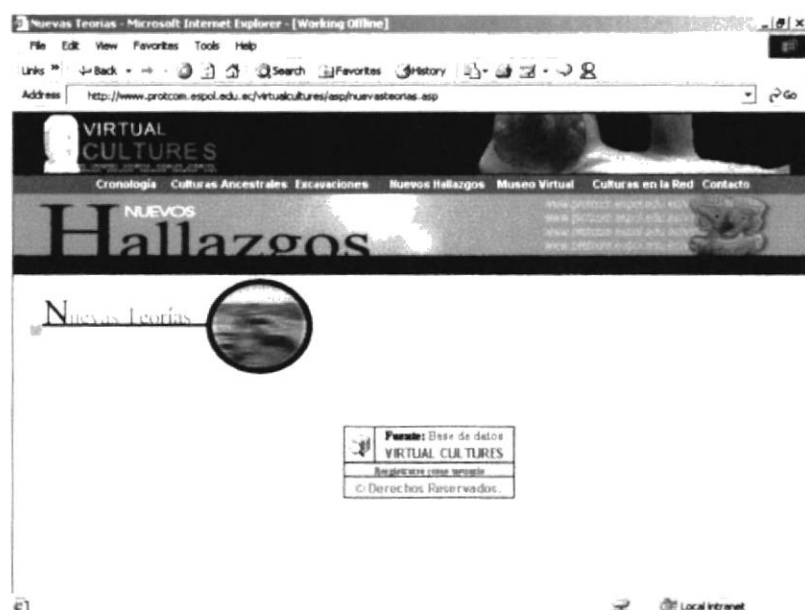 Nuevas Teorias - Microsoft Internet Explorer - [Working Offline]
File Edit View Favorites Tools Help
Links » Back Search Favorites History
Address http://www.protcom.espol.edu.ec/virtualcultures/asp/nuevasteorias.asp Go
VIRTUAL
CULTURES
Cronología Culturas Ancestrales Excavaciones Nuevos Hallazgos Museo Virtual Culturas en la Red Contacto
NUEVOS
Hallazgos
Nuevas Teorías
Fuente: Base de datos
VIRTUAL CULTURES
© Derechos Reservados.
Local intranet